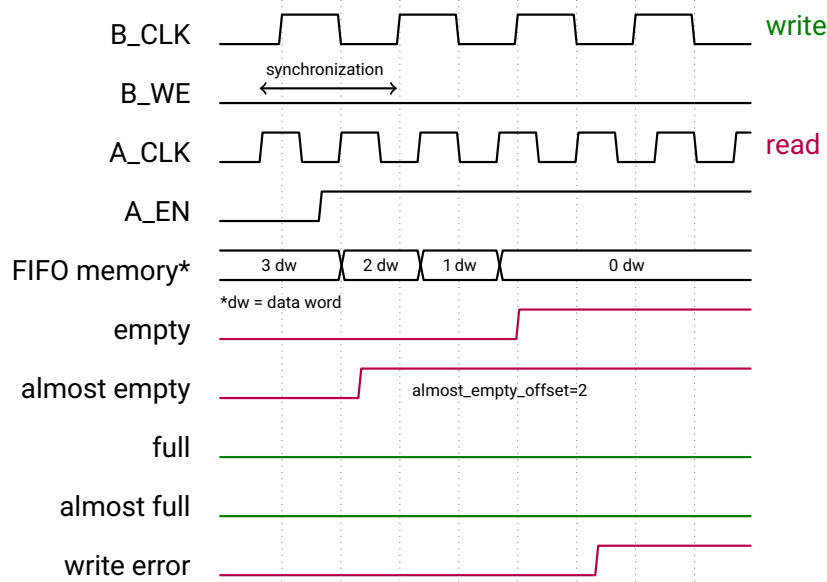 B_CLK
write
synchronization
B_WE
A_CLK
read
A_EN
FIFO memory*
3 dw
2 dw
1 dw
0 dw
*dw = data word
empty
almost empty
almost_empty_offset=2
full
almost full
write error